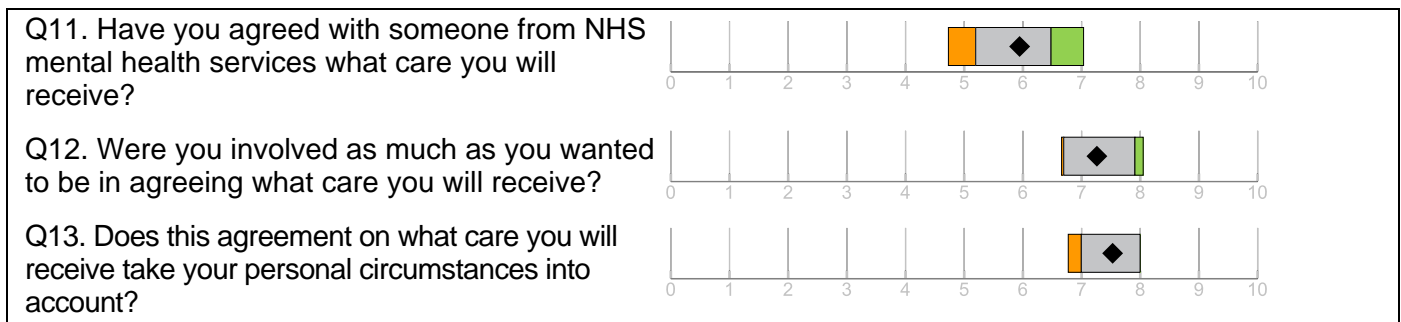 Q11. Have you agreed with someone from NHS
mental health services what care you will
receive?
0 1 2 3 4 5 6 7 8 9 10
Q12. Were you involved as much as you wanted
to be in agreeing what care you will receive?
0 1 2 3 4 5 6 7 8 9 10
Q13. Does this agreement on what care you will
receive take your personal circumstances into
account?
0 1 2 3 4 5 6 7 8 9 10